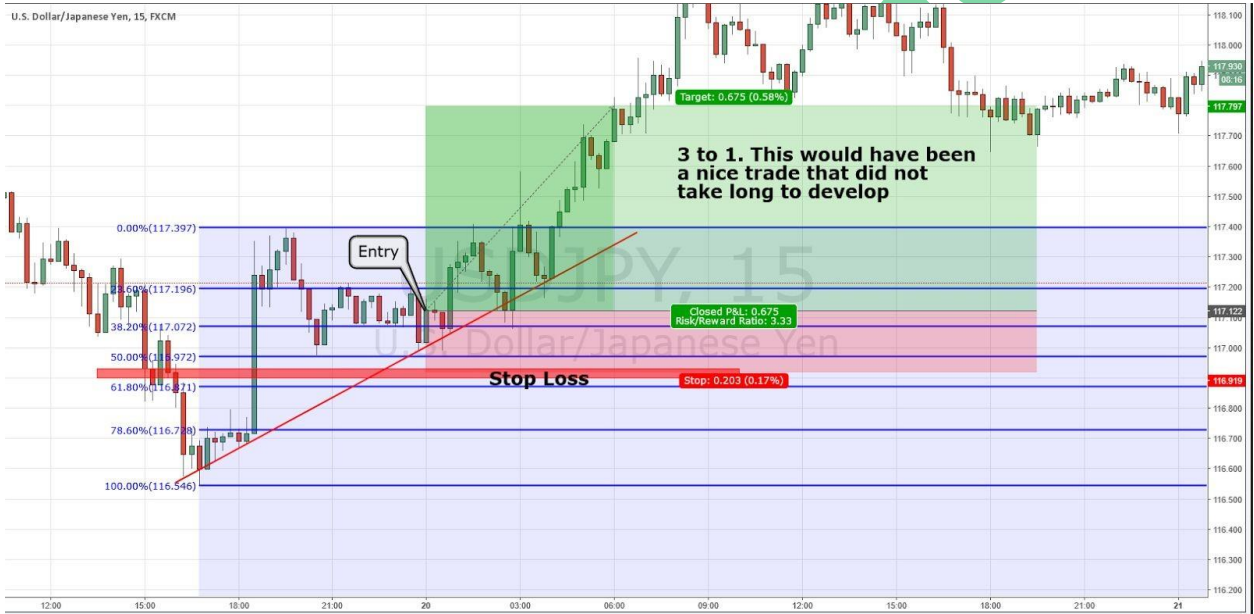 U.S. Dollar/Japanese Yen, 15, FXCM
118.100
118.000
117.930
08:16
Target: 0.675 (0.58%)
117.797
117.700
3 to 1. This would have been
a nice trade that did not
take long to develop
117.600
117.500
0.00%(117.397)
117.400
Entry
USDJPY, 15
117.300
23.60%(117.196)
117.200
Closed P&L: 0.675
Risk/Reward Ratio: 3.33
117.122
117.100
38.20%(117.072)
U.S. Dollar/Japanese Yen
117.000
50.00%(116.972)
Stop Loss
Stop: 0.203 (0.17%)
116.919
61.80%(116.871)
116.800
78.60%(116.728)
116.700
116.600
100.00%(116.546)
116.500
116.400
116.300
116.200
12:00 15:00 18:00 21:00 20 03:00 06:00 09:00 12:00 15:00 18:00 21:00 21